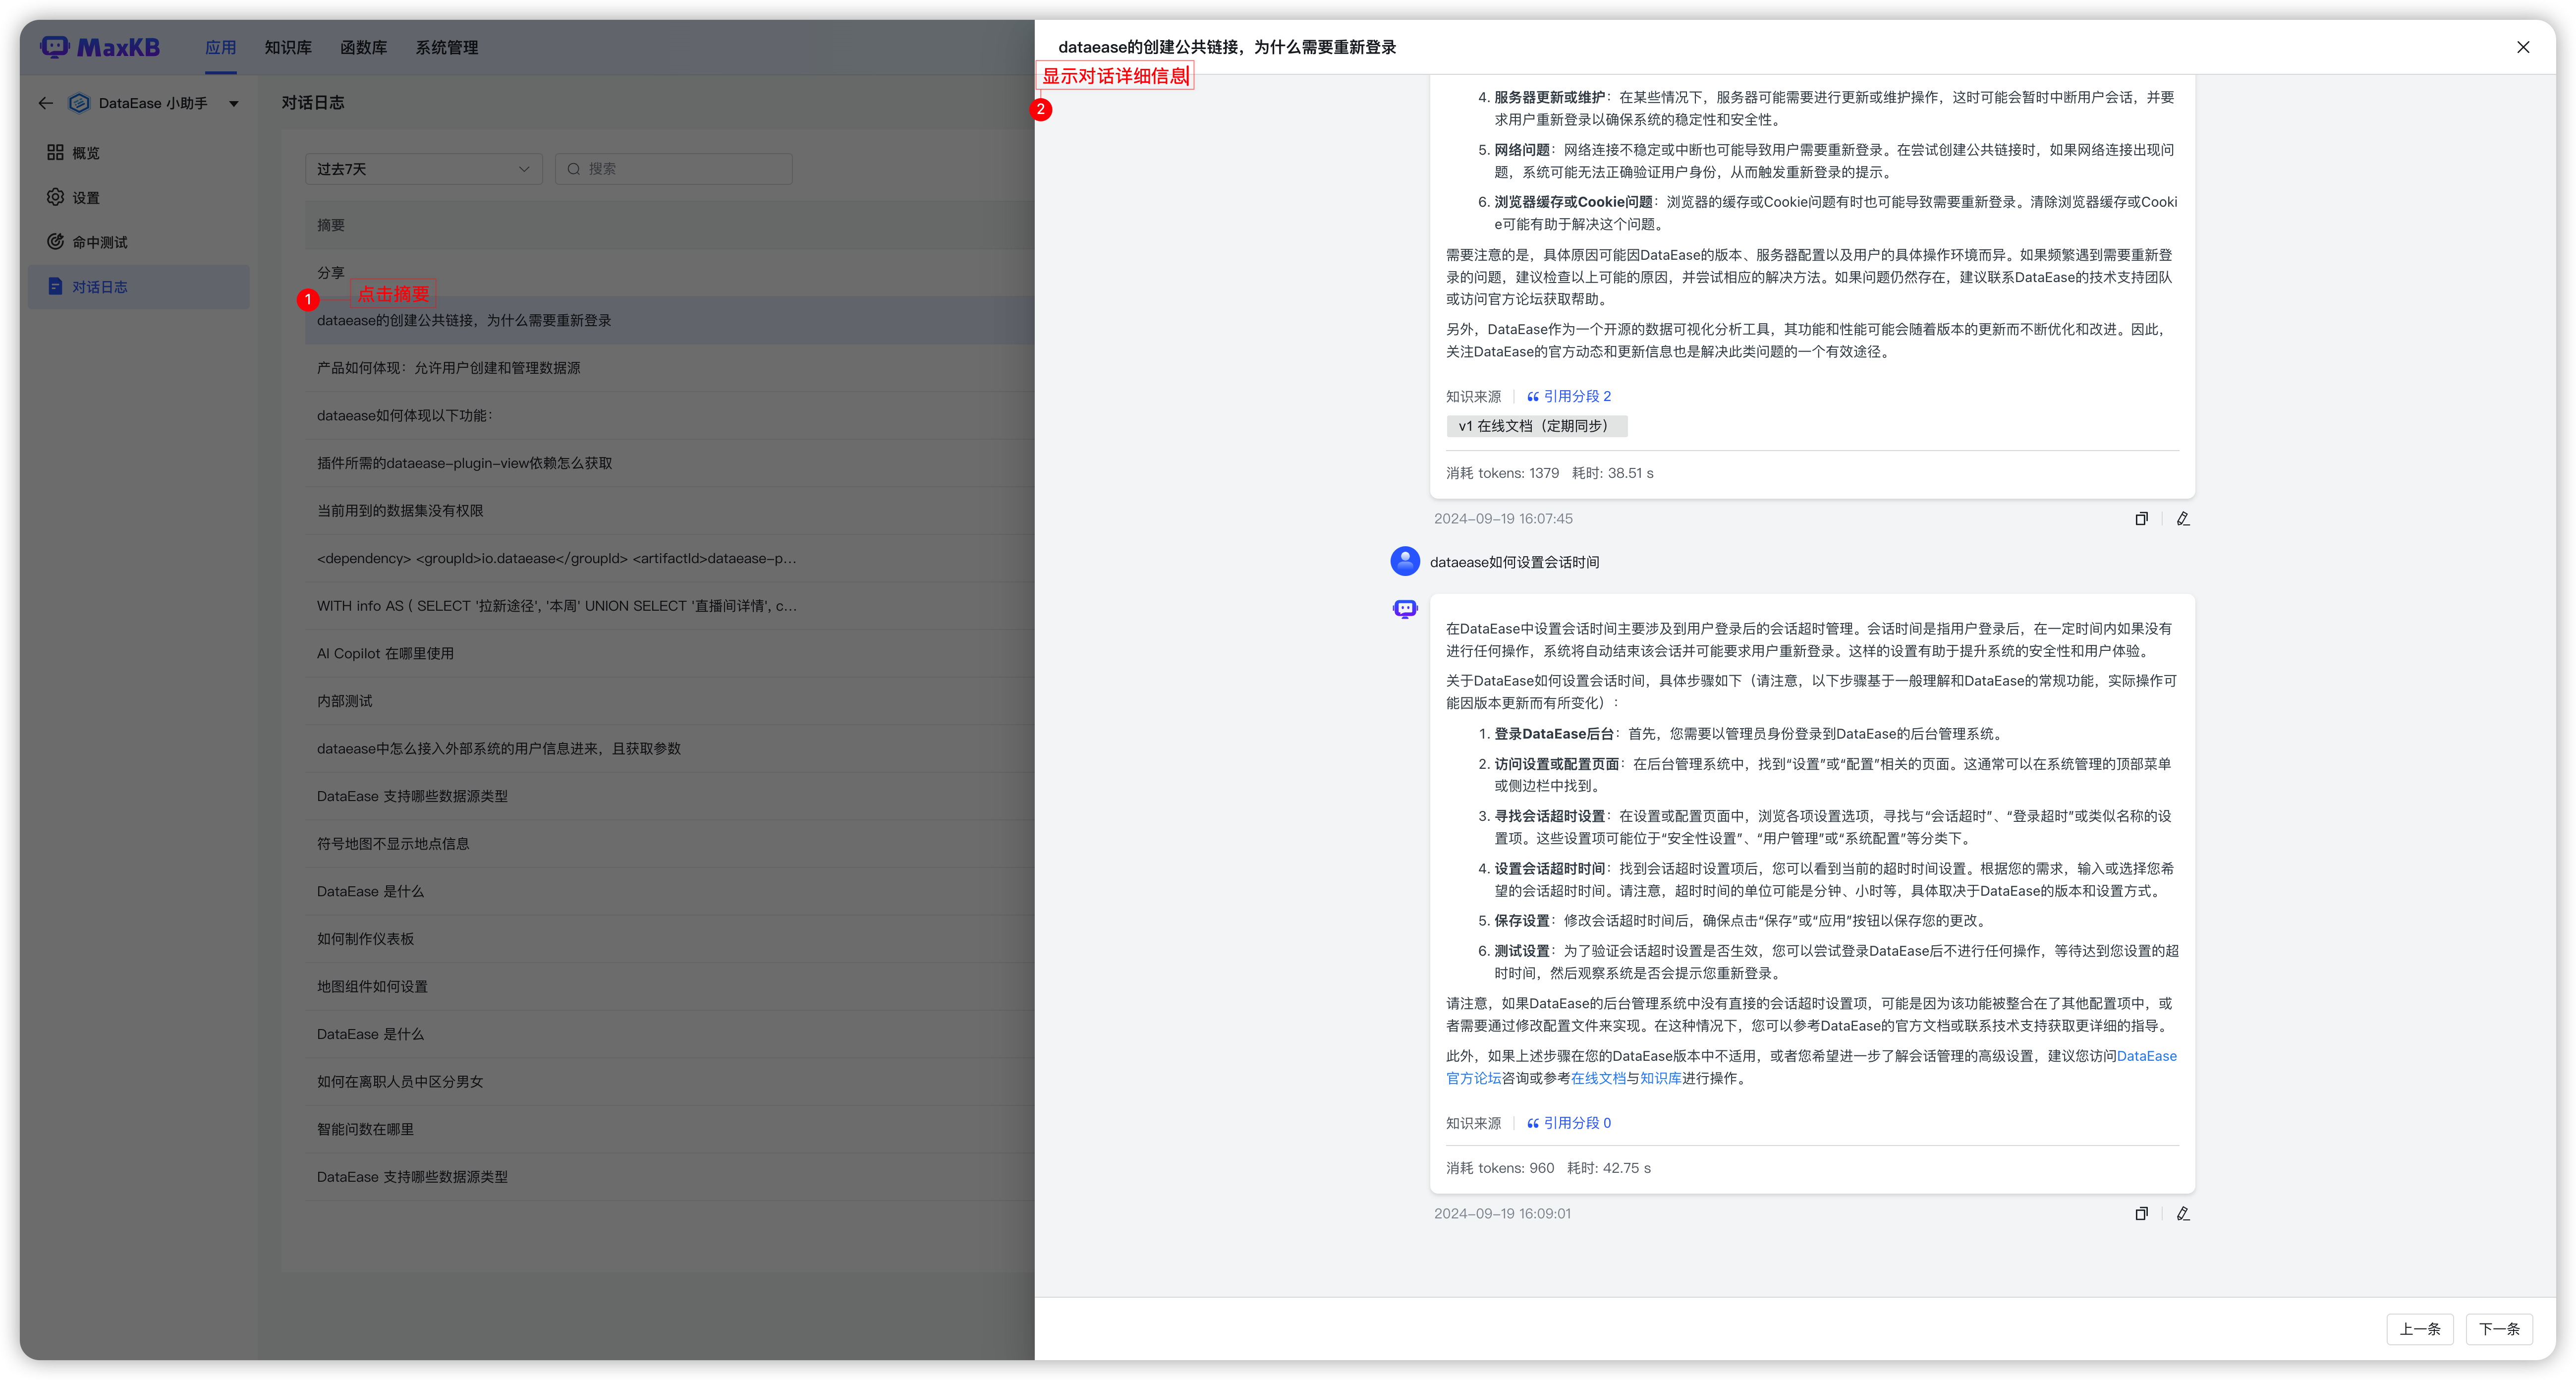 MaxKB
应用
知识库
函数库
系统管理
DataEase 小助手
概览
设置
命中测试
对话日志
对话日志
过去7天
搜索
摘要
分享
1
点击摘要
dataease的创建公共链接，为什么需要重新登录
产品如何体现：允许用户创建和管理数据源
dataease如何体现以下功能：
插件所需的dataease-plugin-view依赖怎么获取
当前用到的数据集没有权限
<dependency> <groupId>io.dataease</groupId> <artifactId>dataease-p...
WITH info AS ( SELECT '拉新途径', '本周' UNION SELECT '直播间详情', c...
AI Copilot 在哪里使用
内部测试
dataease中怎么接入外部系统的用户信息进来，且获取参数
DataEase 支持哪些数据源类型
符号地图不显示地点信息
DataEase 是什么
如何制作仪表板
地图组件如何设置
DataEase 是什么
如何在离职人员中区分男女
智能问数在哪里
DataEase 支持哪些数据源类型
dataease的创建公共链接，为什么需要重新登录
显示对话详细信息
2
4. 服务器更新或维护：在某些情况下，服务器可能需要进行更新或维护操作，这时可能会暂时中断用户会话，并要
求用户重新登录以确保系统的稳定性和安全性。
5. 网络问题：网络连接不稳定或中断也可能导致用户需要重新登录。在尝试创建公共链接时，如果网络连接出现问
题，系统可能无法正确验证用户身份，从而触发重新登录的提示。
6. 浏览器缓存或Cookie问题：浏览器的缓存或Cookie问题有时也可能导致需要重新登录。清除浏览器缓存或Cooki
e可能有助于解决这个问题。
需要注意的是，具体原因可能因DataEase的版本、服务器配置以及用户的具体操作环境而异。如果频繁遇到需要重新登
录的问题，建议检查以上可能的原因，并尝试相应的解决方法。如果问题仍然存在，建议联系DataEase的技术支持团队
或访问官方论坛获取帮助。
另外，DataEase作为一个开源的数据可视化分析工具，其功能和性能可能会随着版本的更新而不断优化和改进。因此，
关注DataEase的官方动态和更新信息也是解决此类问题的一个有效途径。
知识来源 引用分段 2
v1 在线文档（定期同步）
消耗 tokens: 1379 耗时: 38.51 s
2024-09-19 16:07:45
dataease如何设置会话时间
在DataEase中设置会话时间主要涉及到用户登录后的会话超时管理。会话时间是指用户登录后，在一定时间内如果没有
进行任何操作，系统将自动结束该会话并可能要求用户重新登录。这样的设置有助于提升系统的安全性和用户体验。
关于DataEase如何设置会话时间，具体步骤如下（请注意，以下步骤基于一般理解和DataEase的常规功能，实际操作可
能因版本更新而有所变化）：
1. 登录DataEase后台：首先，您需要以管理员身份登录到DataEase的后台管理系统。
2. 访问设置或配置页面：在后台管理系统中，找到“设置”或“配置”相关的页面。这通常可以在系统管理的顶部菜单
或侧边栏中找到。
3. 寻找会话超时设置：在设置或配置页面中，浏览各项设置选项，寻找与“会话超时”、“登录超时”或类似名称的设
置项。这些设置项可能位于“安全性设置”、“用户管理”或“系统配置”等分类下。
4. 设置会话超时时间：找到会话超时设置项后，您可以看到当前的超时时间设置。根据您的需求，输入或选择您希
望的会话超时时间。请注意，超时时间的单位可能是分钟、小时等，具体取决于DataEase的版本和设置方式。
5. 保存设置：修改会话超时时间后，确保点击“保存”或“应用”按钮以保存您的更改。
6. 测试设置：为了验证会话超时设置是否生效，您可以尝试登录DataEase后不进行任何操作，等待达到您设置的超
时时间，然后观察系统是否会提示您重新登录。
请注意，如果DataEase的后台管理系统中没有直接的会话超时设置项，可能是因为该功能被整合在了其他配置项中，或
者需要通过修改配置文件来实现。在这种情况下，您可以参考DataEase的官方文档或联系技术支持获取更详细的指导。
此外，如果上述步骤在您的DataEase版本中不适用，或者您希望进一步了解会话管理的高级设置，建议您访问DataEase
官方论坛咨询或参考在线文档与知识库进行操作。
知识来源 引用分段 0
消耗 tokens: 960 耗时: 42.75 s
2024-09-19 16:09:01
上一条
下一条